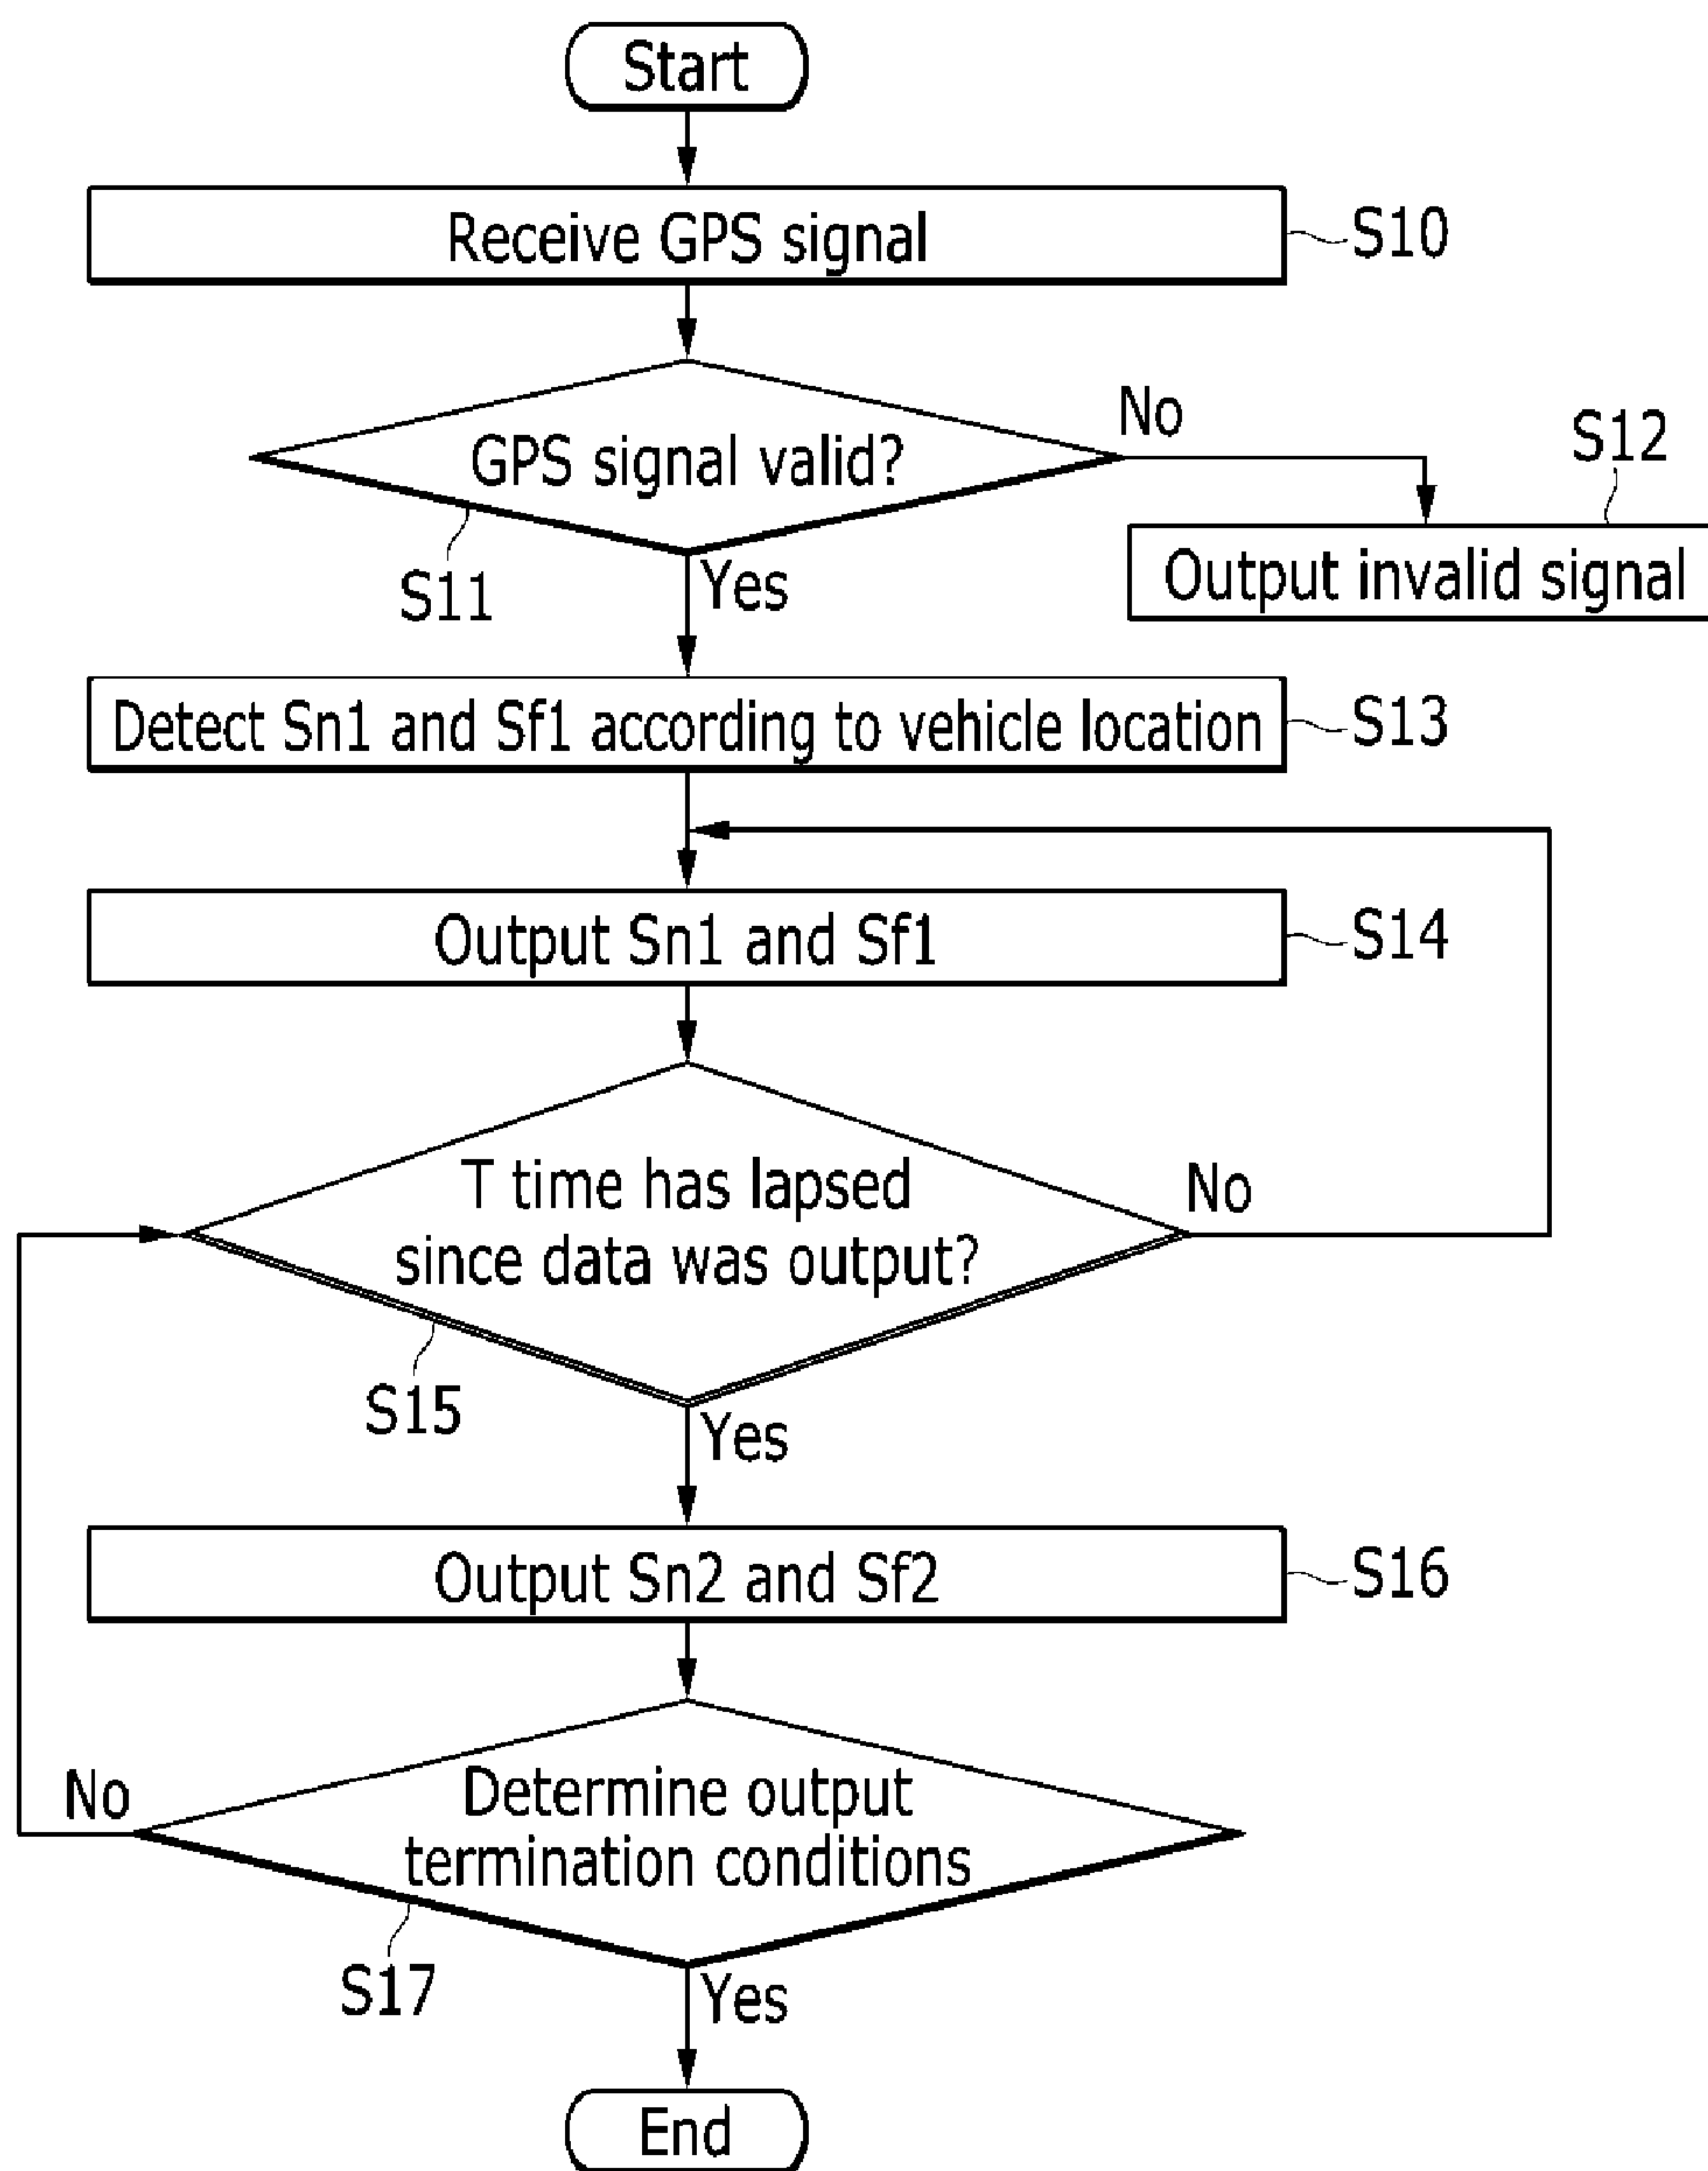 Start
Receive GPS signal
S10
GPS signal valid?
No
S12
Output invalid signal
S11
Yes
Detect Sn1 and Sf1 according to vehicle location
S13
Output Sn1 and Sf1
S14
T time has lapsed
since data was output?
No
S15
Yes
Output Sn2 and Sf2
S16
No
Determine output
termination conditions
S17
Yes
End